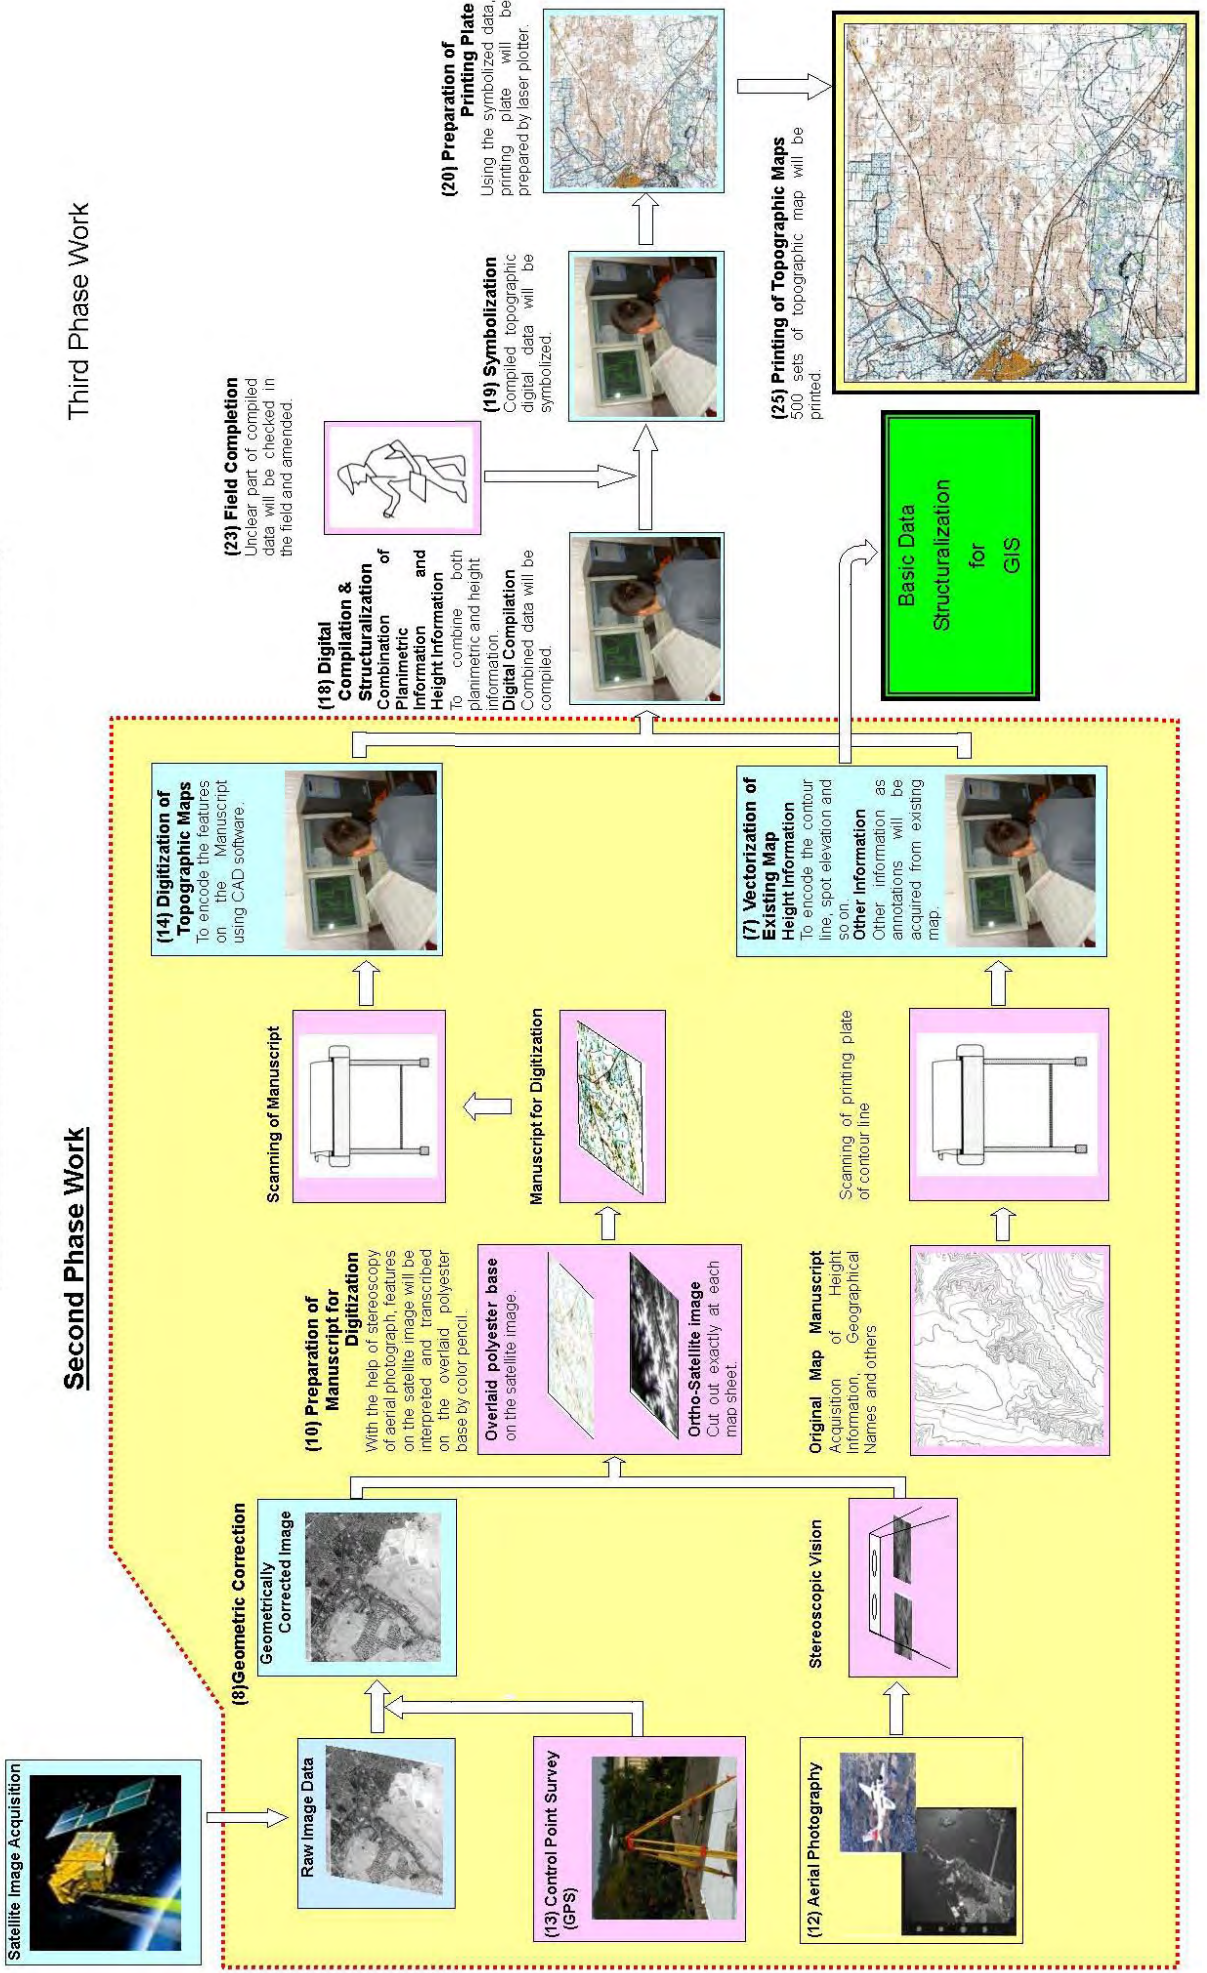 Second Phase Work
Third Phase Work
Satellite Image Acquisition
Raw Image Data
(13) Control Point Survey
(GPS)
(12) Aerial Photography
(8)Geometric Correction
Geometrically
Corrected Image
Stereoscopic Vision
(10) Preparation of
Manuscript for
Digitization
With the help of stereoscopy
of aerial photograph, features
on the satellite image will be
interpreted and transcribed
on the overlaid polyester
base by color pencil.
Overlaid polyester base
on the satellite image.
Ortho-Satellite image
Cut out exactly at each
map sheet.
Original Map Manuscript
Acquisition of Height
Information, Geographical
Names and others
Scanning of Manuscript
Manuscript for Digitization
Scanning of printing plate
of contour line
(14) Digitization of
Topographic Maps
To encode the features
on the Manuscript
using CAD software.
(7) Vectorization of
Existing Map
Height Information
To encode the contour
line, spot elevation and
so on.
Other Information
Other information as
annotations will be
acquired from existing
map.
(18) Digital
Compilation &
Structuralization
Combination of
Planimetric
Information and
Height Information
To combine both
planimetric and height
information.
Digital Compilation
Combined data will be
compiled.
(23) Field Completion
Unclear part of compiled
data will be checked in
the field and amended.
Basic Data
Structuralization
for
GIS
(19) Symbolization
Compiled topographic
digital data will be
symbolized.
(20) Preparation of
Printing Plate
Using the symbolized data,
printing plate will be
prepared by laser plotter.
(25) Printing of Topographic Maps
500 sets of topographic map will be
printed.